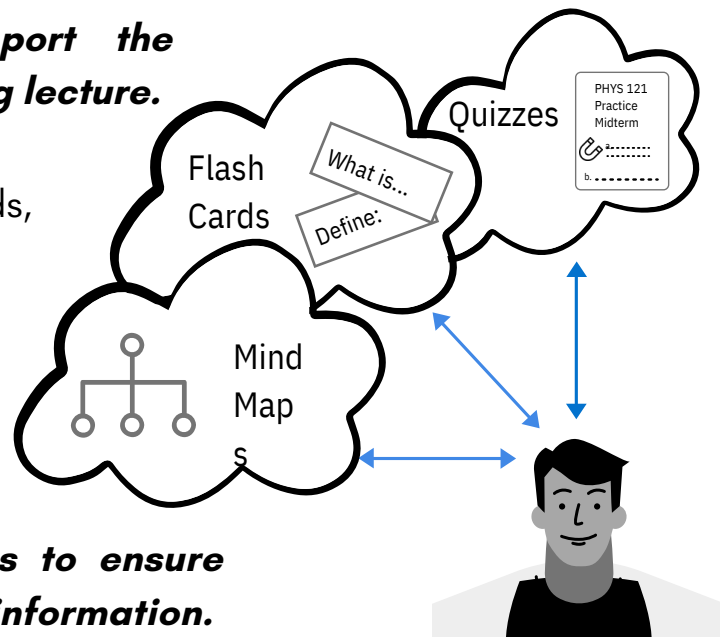 port the
g lecture.
ds,
Flash
Cards
What is...
Define:
Quizzes
PHYS 121
Practice
Midterm
a.
b.
Mind
Map
s
s to ensure
information.